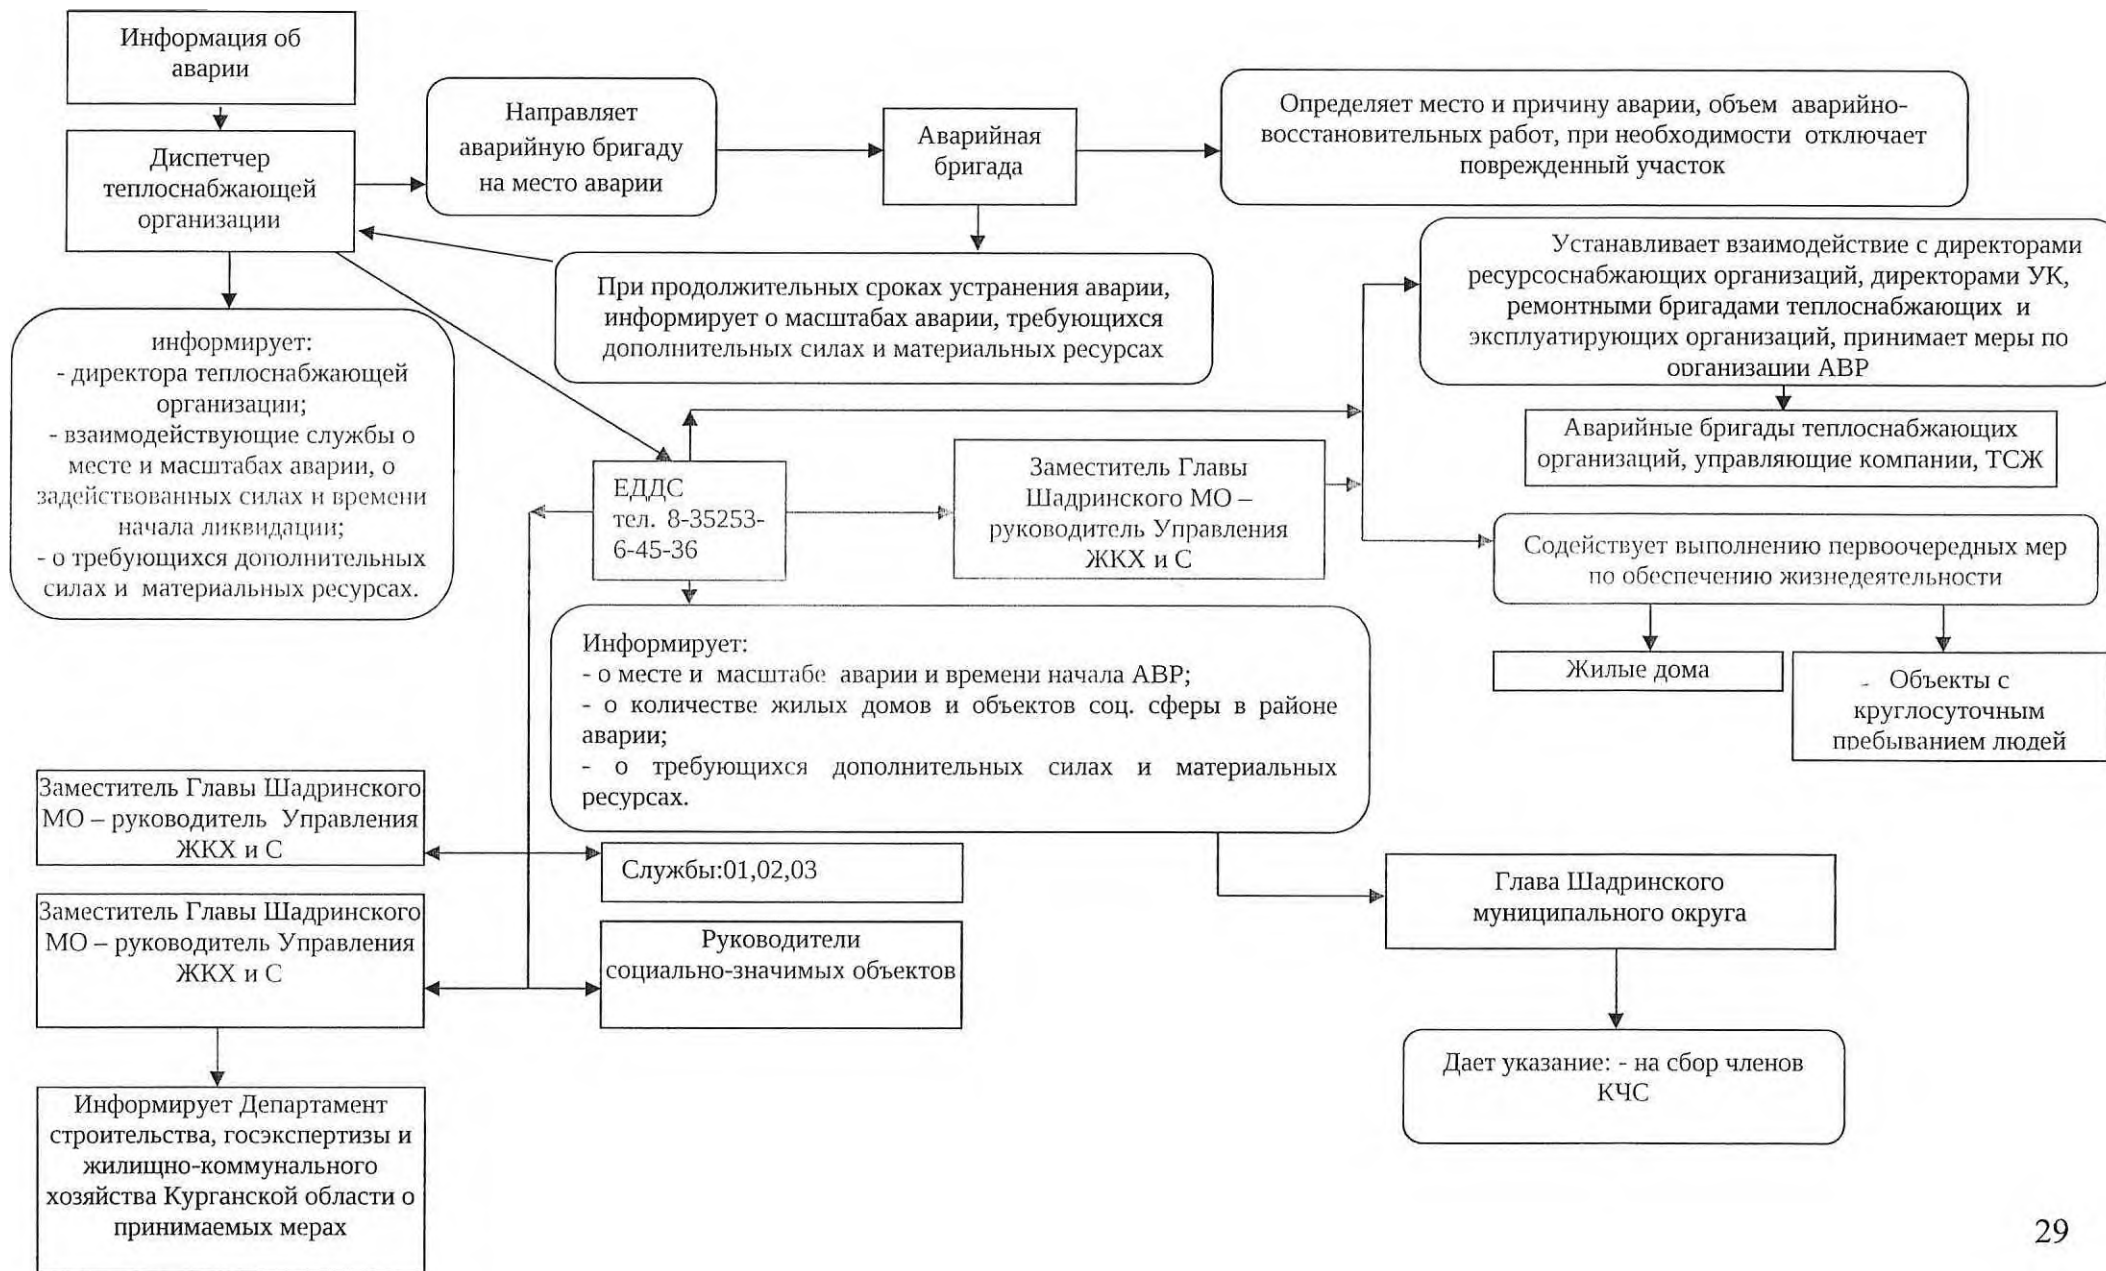 Информация об
аварии
Диспетчер
теплоснабжающей
организации
Направляет
аварийную бригаду
на место аварии
Аварийная
бригада
Определяет место и причину аварии, объем аварийно-
восстановительных работ, при необходимости отключает
поврежденный участок
При продолжительных сроках устранения аварии,
информирует о масштабах аварии, требующихся
дополнительных силах и материальных ресурсах
Устанавливает взаимодействие с директорами
ресурсоснабжающих организаций, директорами УК,
ремонтными бригадами теплоснабжающих и
эксплуатирующих организаций, принимает меры по
организации АВР
информирует:
- директора теплоснабжающей
организации;
- взаимодействующие службы о
месте и масштабах аварии, о
задействованных силах и времени
начала ликвидации;
- о требующихся дополнительных
силах и материальных ресурсах.
Аварийные бригады теплоснабжающих
организаций, управляющие компании, ТСЖ
ЕДДС
тел. 8-35253-
6-45-36
Заместитель Главы
Шадринского МО –
руководитель Управления
ЖКХ и С
Содействует выполнению первоочередных мер
по обеспечению жизнедеятельности
Жилые дома
- Объекты с
круглосуточным
пребыванием людей
Информирует:
- о месте и масштабе аварии и времени начала АВР;
- о количестве жилых домов и объектов соц. сферы в районе
аварии;
- о требующихся дополнительных силах и материальных
ресурсах.
Заместитель Главы Шадринского
МО – руководитель Управления
ЖКХ и С
Службы:01,02,03
Заместитель Главы Шадринского
МО – руководитель Управления
ЖКХ и С
Руководители
социально-значимых объектов
Глава Шадринского
муниципального округа
Дает указание: - на сбор членов
КЧС
Информирует Департамент
строительства, госэкспертизы и
жилищно-коммунального
хозяйства Курганской области о
принимаемых мерах
29